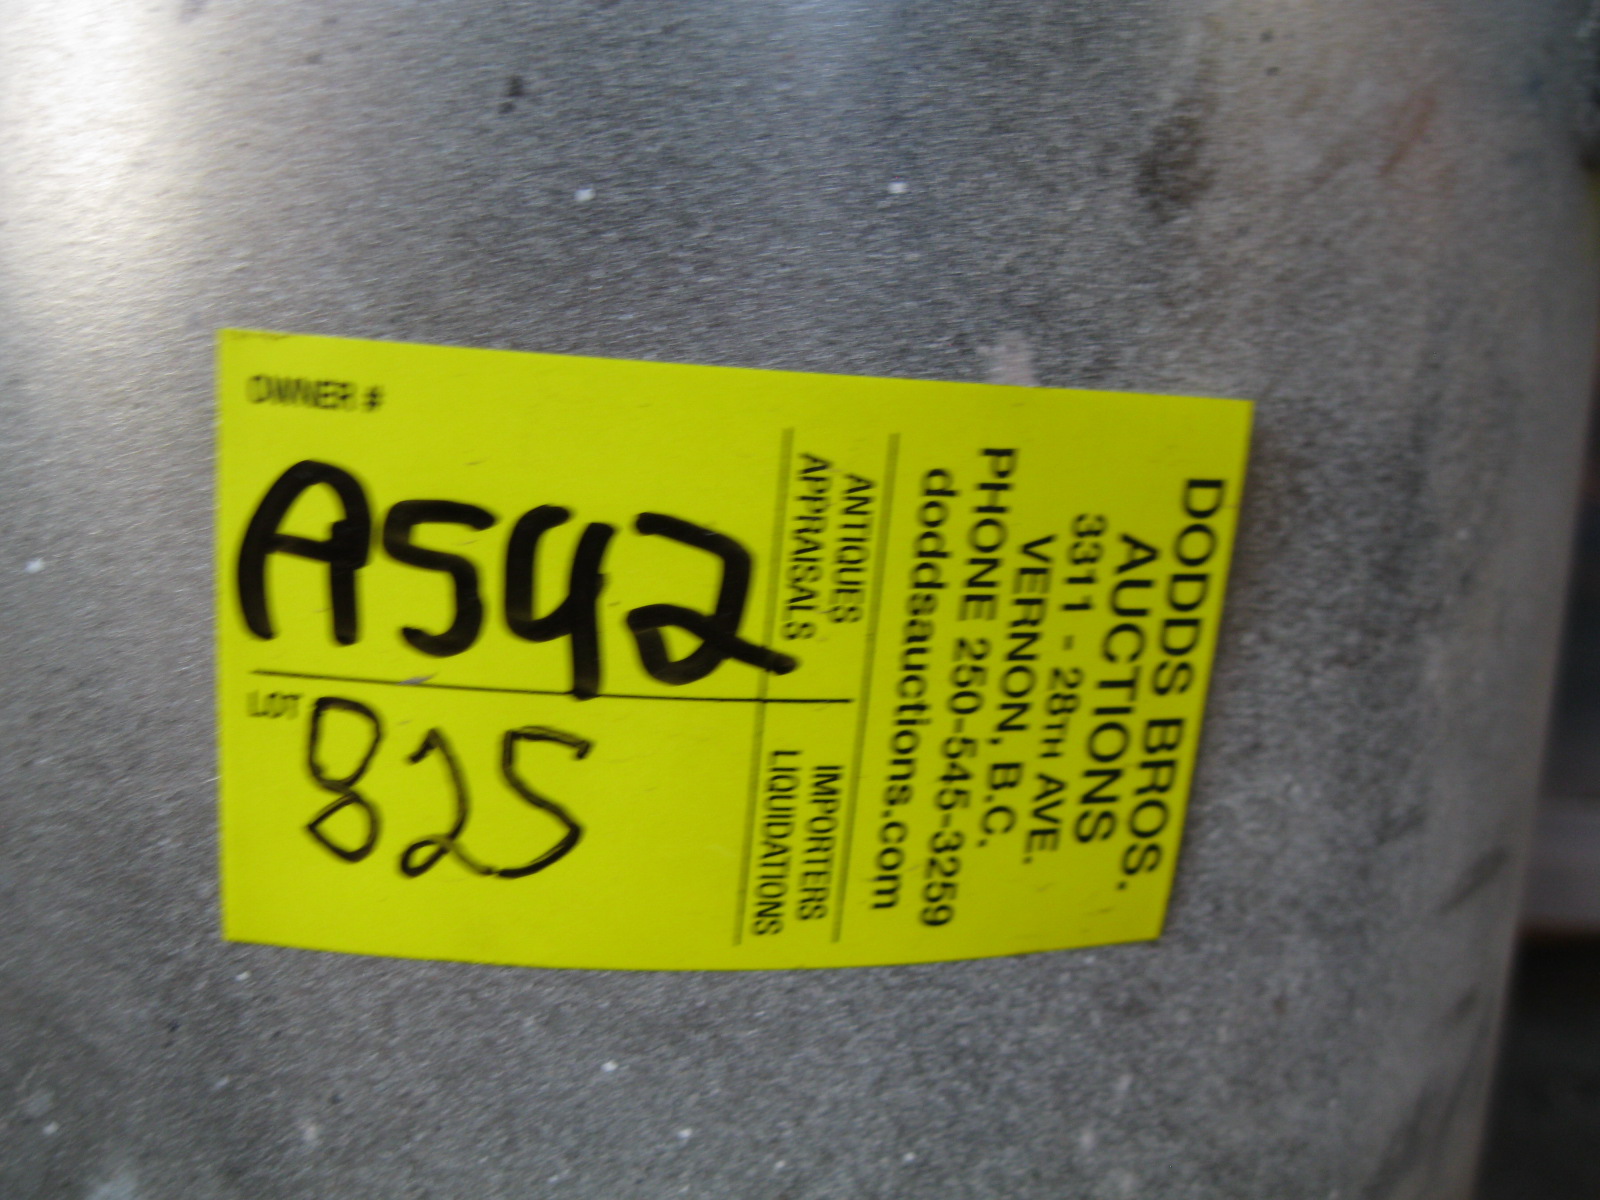 OWNER #
A542
LOT
825
DODDS BROS.
AUCTIONS
3311 - 28TH AVE.
VERNON, B.C.
PHONE 250-545-3259
doddsauctions.com
ANTIQUES
APPRAISALS
IMPORTERS
LIQUIDATIONS